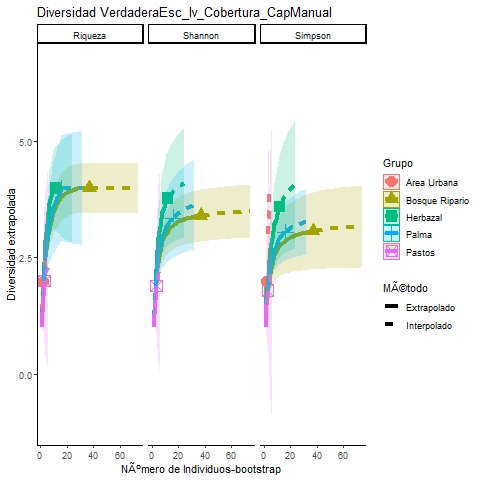 Diversidad VerdaderaEsc_Iv_Cobertura_CapManual
Riqueza
Shannon
Simpson
Diversidad extrapolada
5.0
2.5
0.0
0 20 40 60
0 20 40 60
0 20 40 60
NÃºmero de Individuos-bootstrap
Grupo
Area Urbana
Bosque Ripario
Herbazal
Palma
Pastos
MÃ©todo
Extrapolado
Interpolado